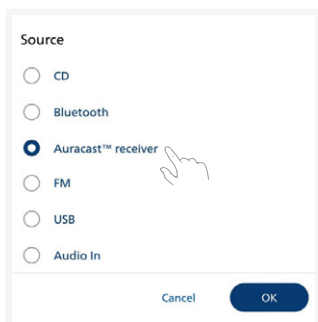 Source
CD
Bluetooth
Auracast™ receiver
FM
USB
Audio In
Cancel OK